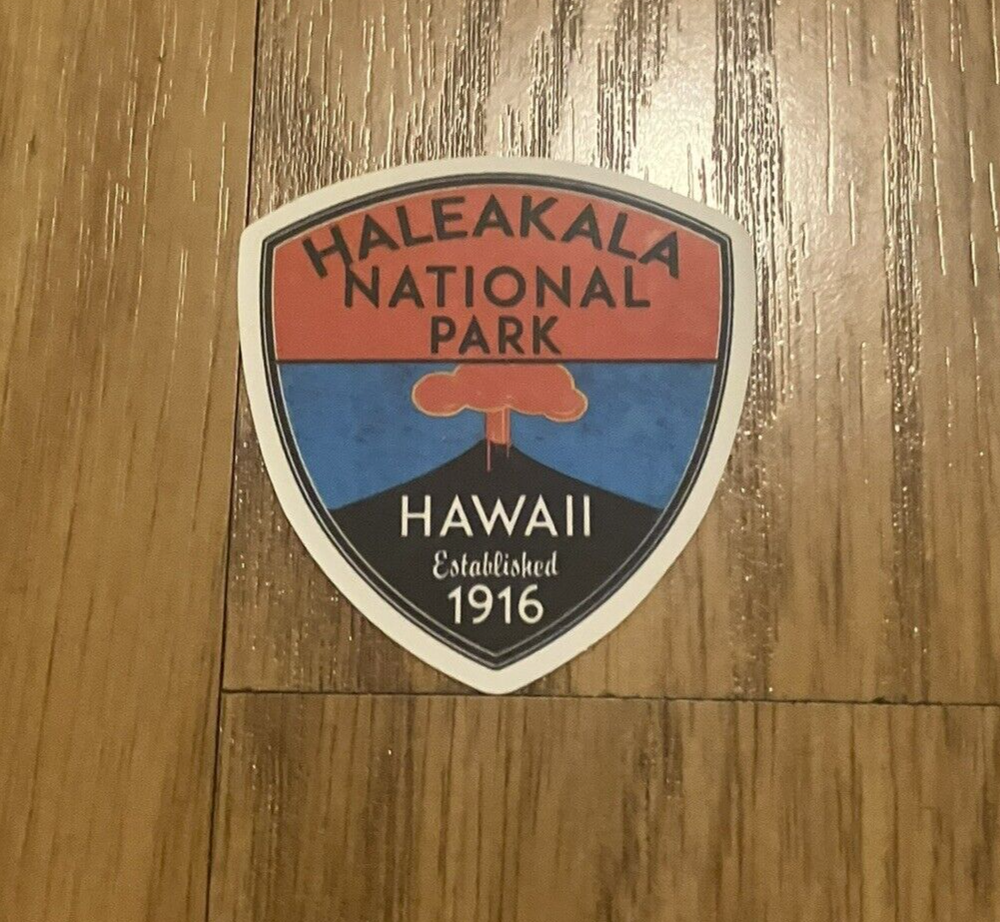 HALEAKALA
NATIONAL
PARK
HAWAII
Established
1916